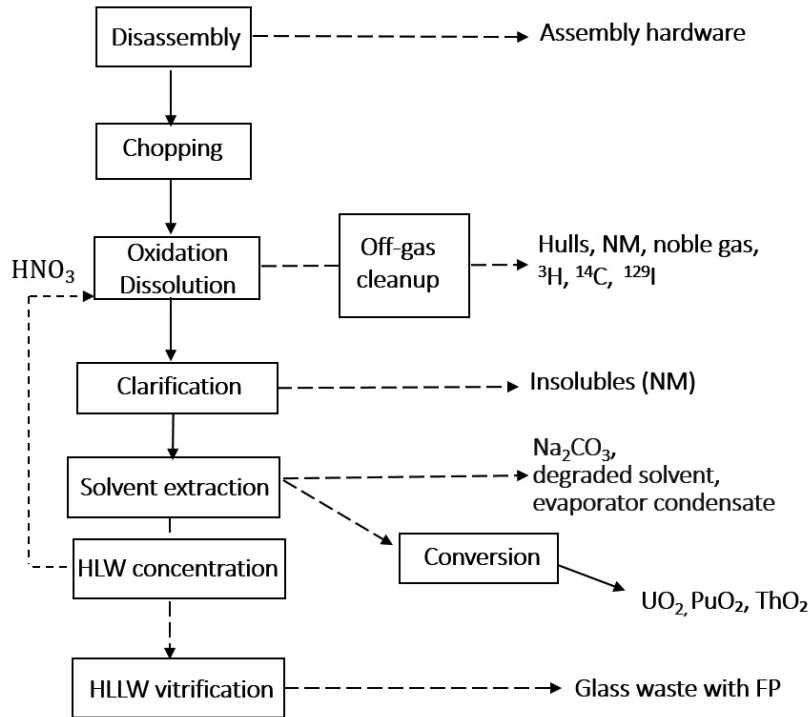 Disassembly
Assembly hardware
Chopping
HNO₃
Oxidation
Dissolution
Off-gas
cleanup
Hulls, NM, noble gas,
³H, ¹⁴C, ¹²⁹I
Clarification
Insolubles (NM)
Solvent extraction
Na₂CO₃,
degraded solvent,
evaporator condensate
HLW concentration
Conversion
UO₂, PuO₂, ThO₂
HLLW vitrification
Glass waste with FP